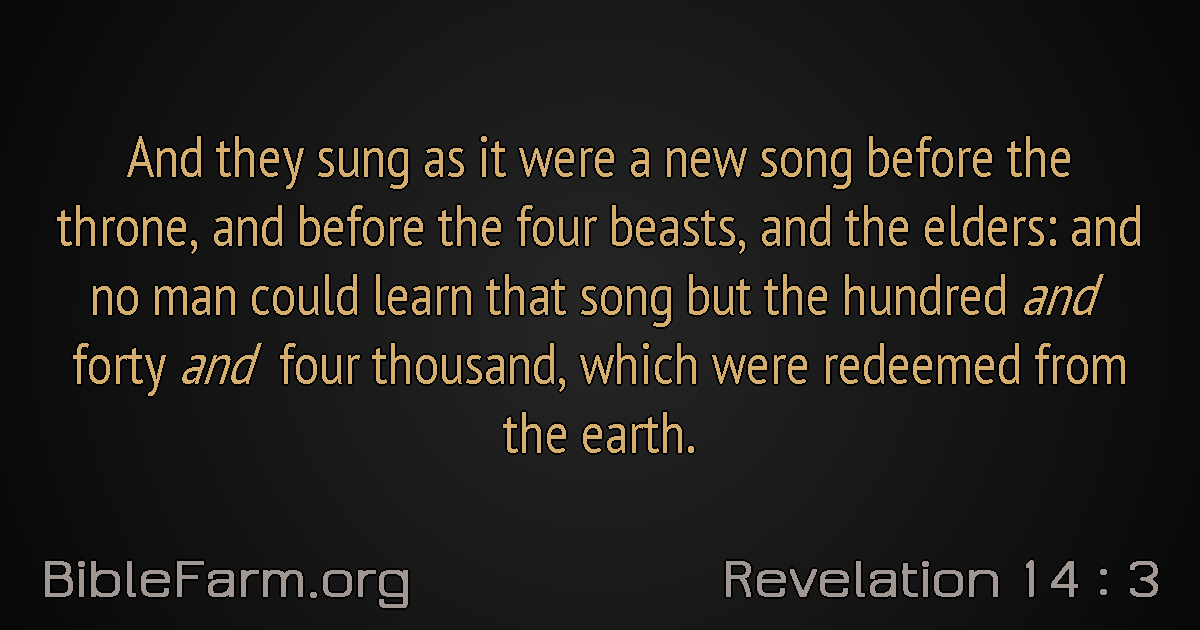 And they sung as it were a new song before the
throne, and before the four beasts, and the elders: and
no man could learn that song but the hundred and
forty and four thousand, which were redeemed from
the earth.
BibleFarm.org
Revelation 14 : 3